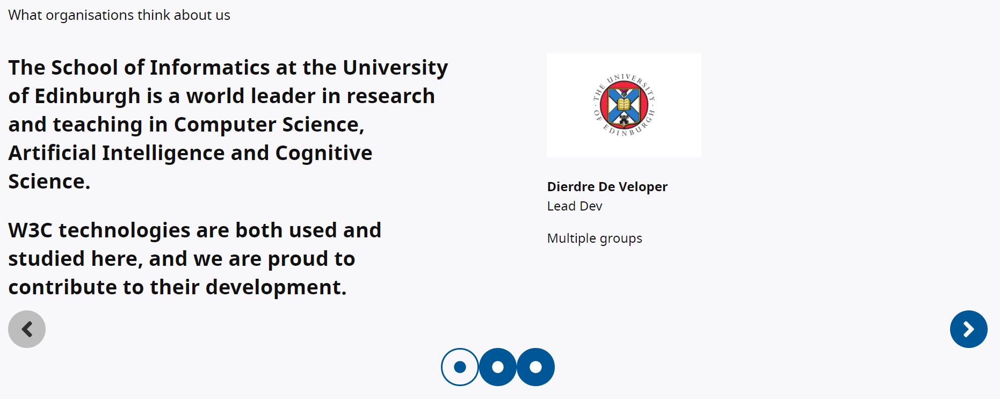 What organisations think about us
The School of Informatics at the University
of Edinburgh is a world leader in research
and teaching in Computer Science,
Artificial Intelligence and Cognitive
Science.
W3C technologies are both used and
studied here, and we are proud to
contribute to their development.
THE UNIVERSITY
OF EDINBURGH
Dierdre De Veloper
Lead Dev
Multiple groups